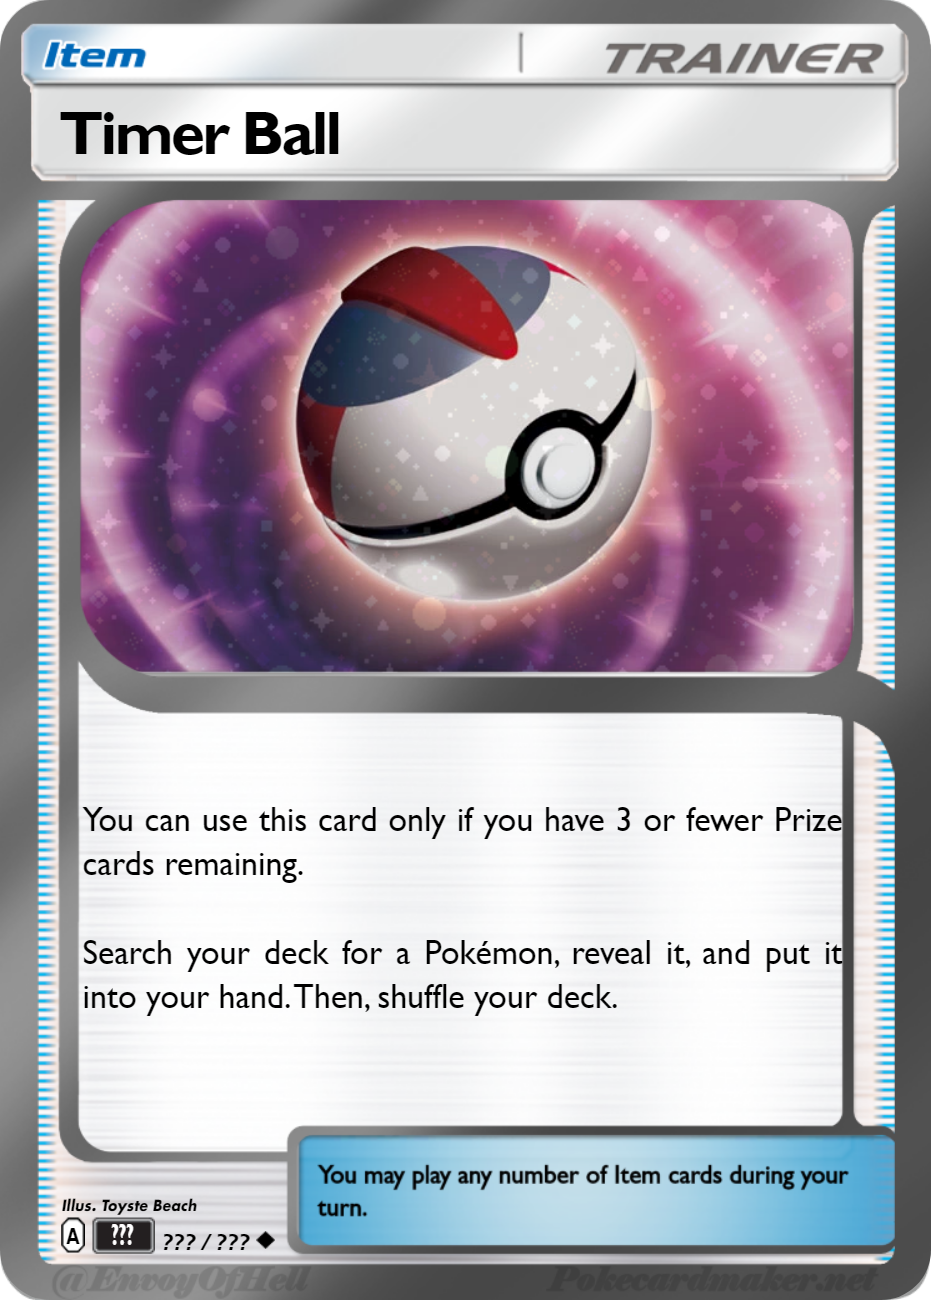 Item
TRAINER
Timer Ball
You can use this card only if you have 3 or fewer Prize
cards remaining.
Search your deck for a Pokémon, reveal it, and put it
into your hand. Then, shuffle your deck.
You may play any number of Item cards during your
turn.
Illus. Toyste Beach
A ??? ??? / ???
@EnvoyOfHell
Pokecardmaker.net